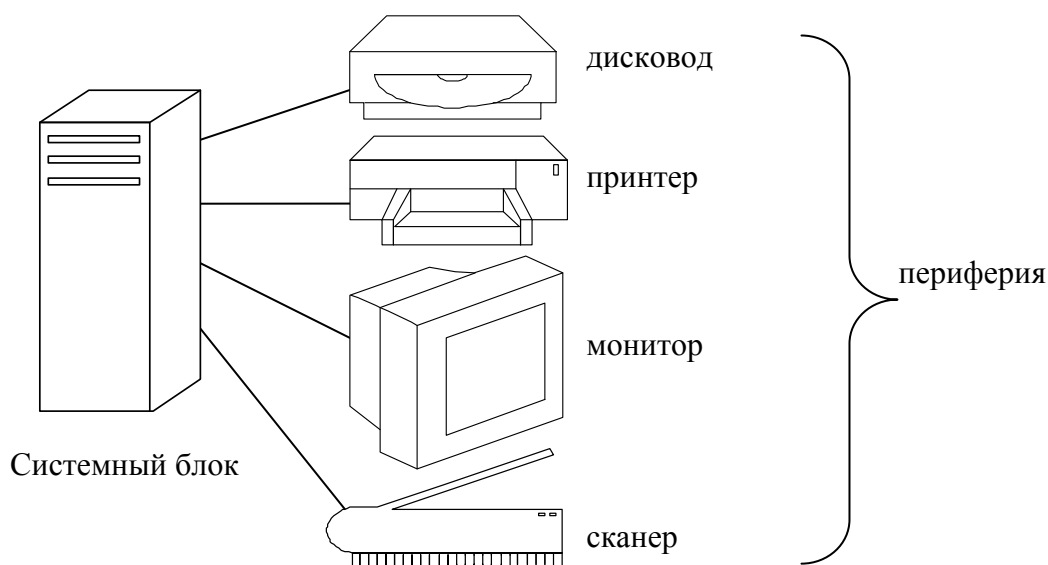 дисковод
принтер
периферия
монитор
Системный блок
сканер